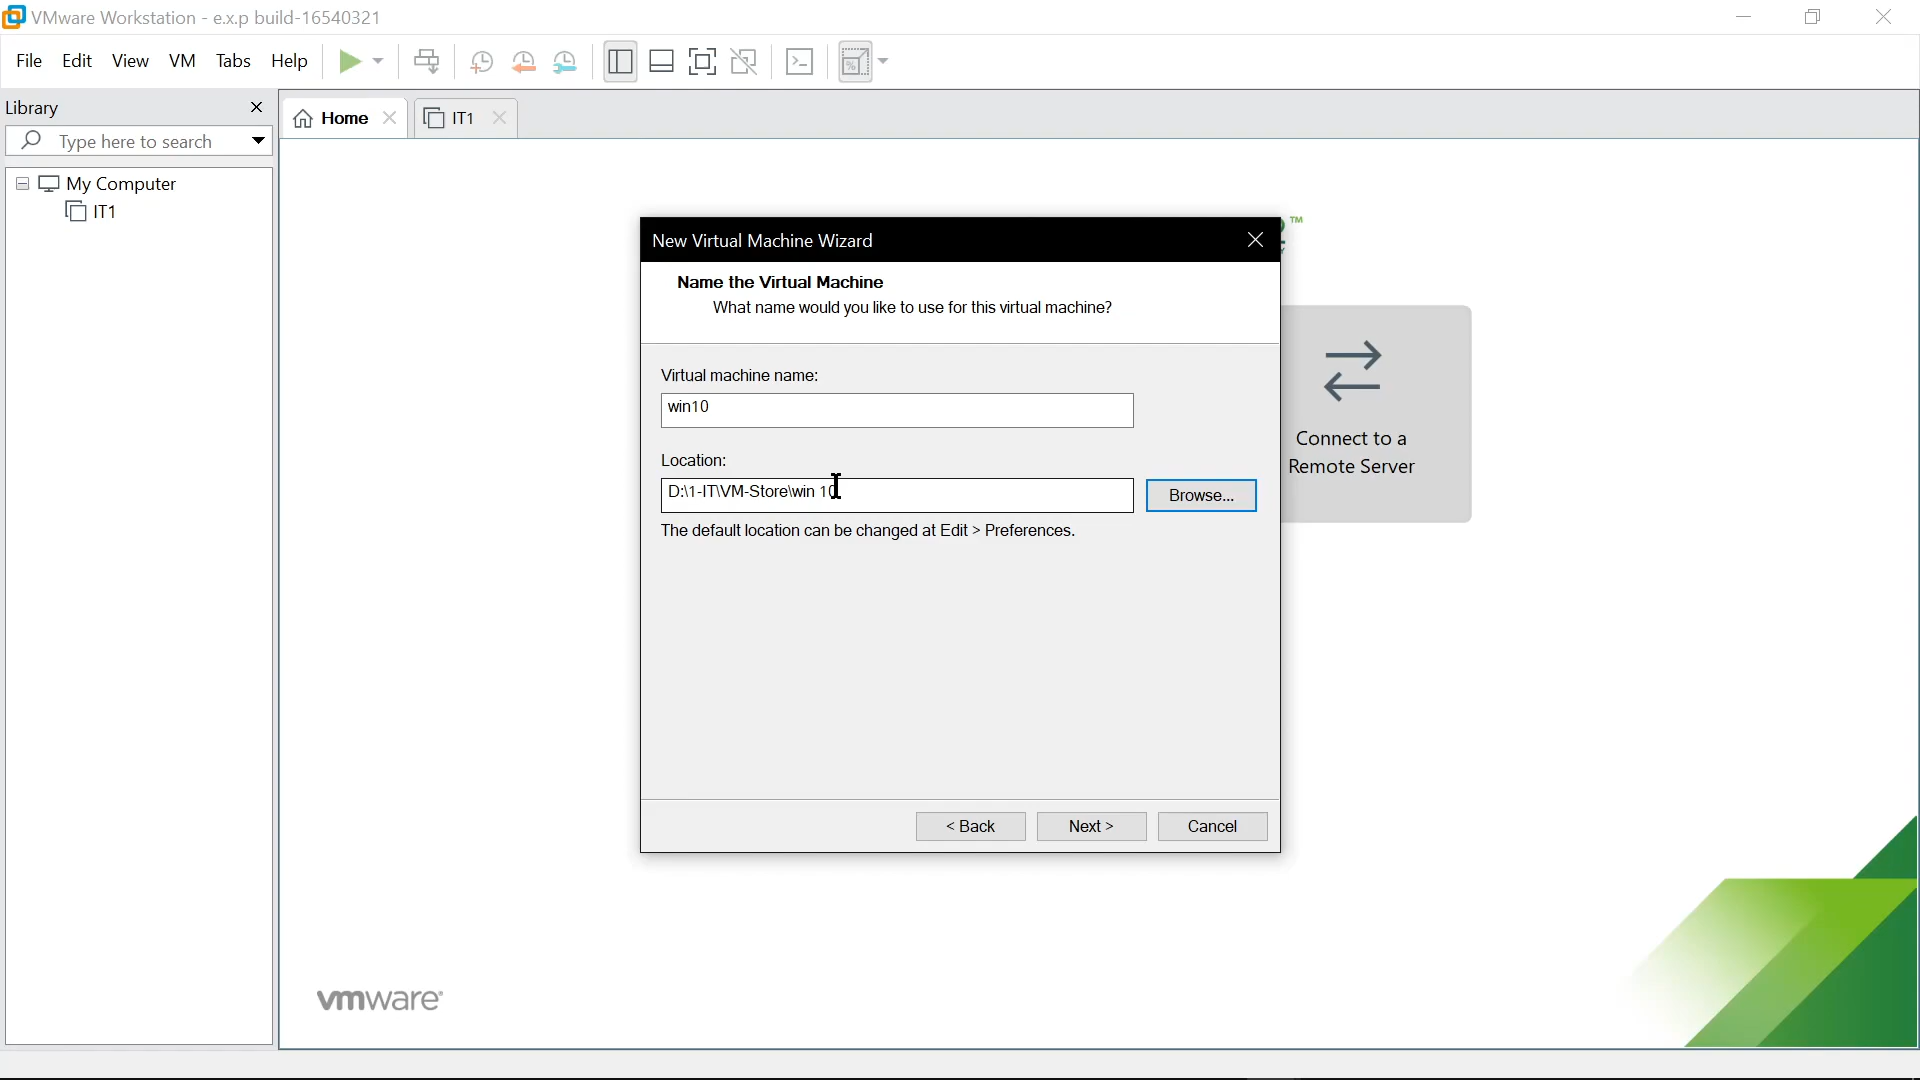 VMware Workstation - e.x.p build-16540321
File Edit View VM Tabs Help
Library
Type here to search
My Computer
IT1
Home
IT1
™
New Virtual Machine Wizard
Name the Virtual Machine
What name would you like to use for this virtual machine?
Virtual machine name:
win10
Location:
D:\1-IT\VM-Store\win 10
Browse...
The default location can be changed at Edit > Preferences.
Connect to a
Remote Server
< Back
Next >
Cancel
vmware®